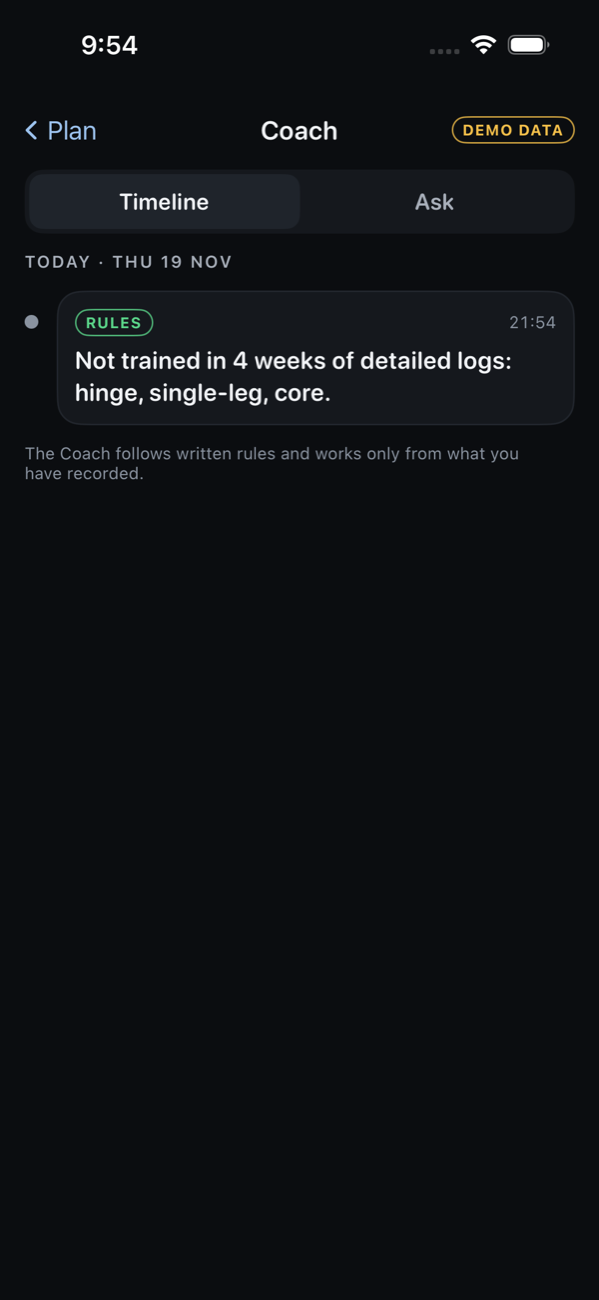 9:54
Plan
Coach
DEMO DATA
Timeline
Ask
TODAY · THU 19 NOV
RULES
21:54
Not trained in 4 weeks of detailed logs:
hinge, single-leg, core.
The Coach follows written rules and works only from what you
have recorded.